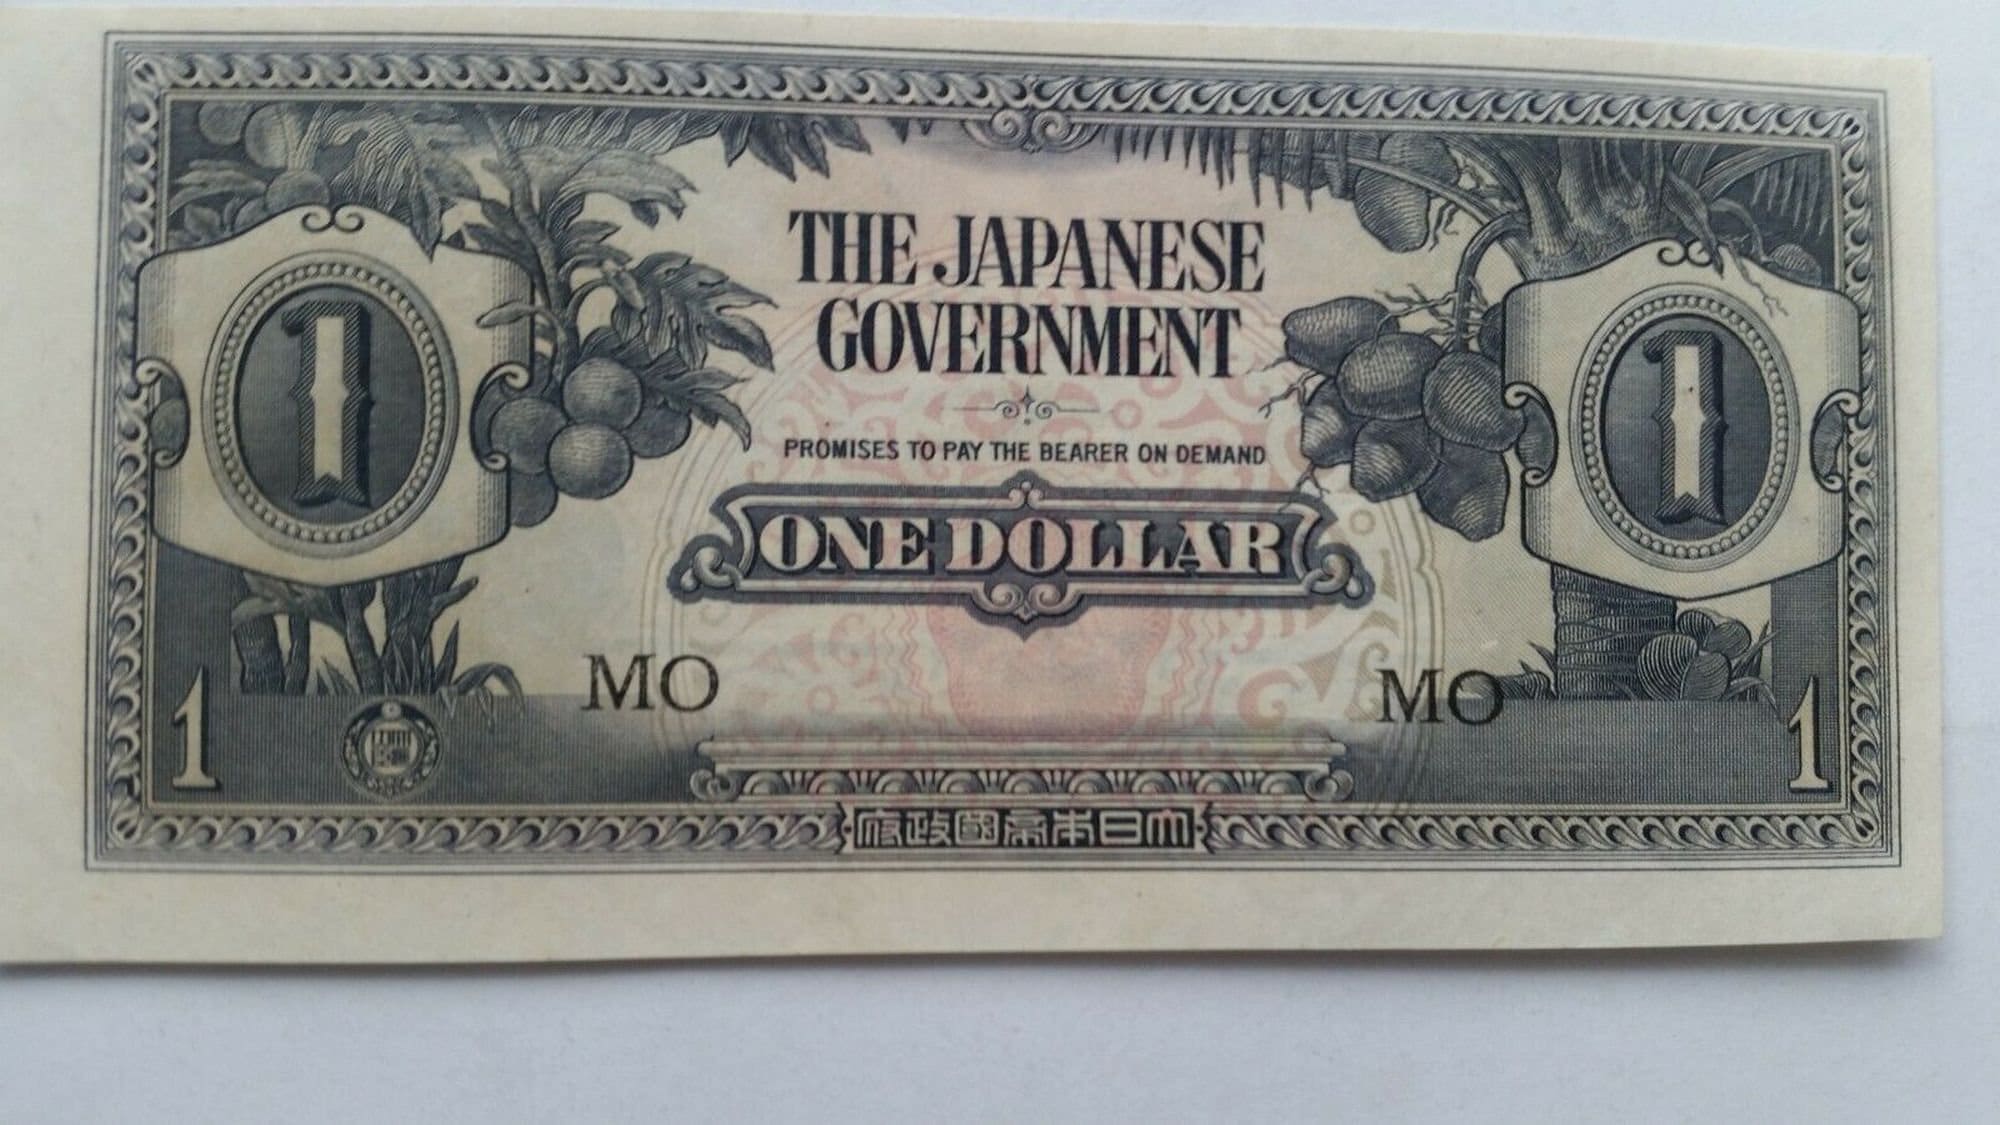 THE JAPANESE
GOVERNMENT
PROMISES TO PAY THE BEARER ON DEMAND
ONE DOLLAR
1
1
MO
MO
1
1
府政國帝本日大